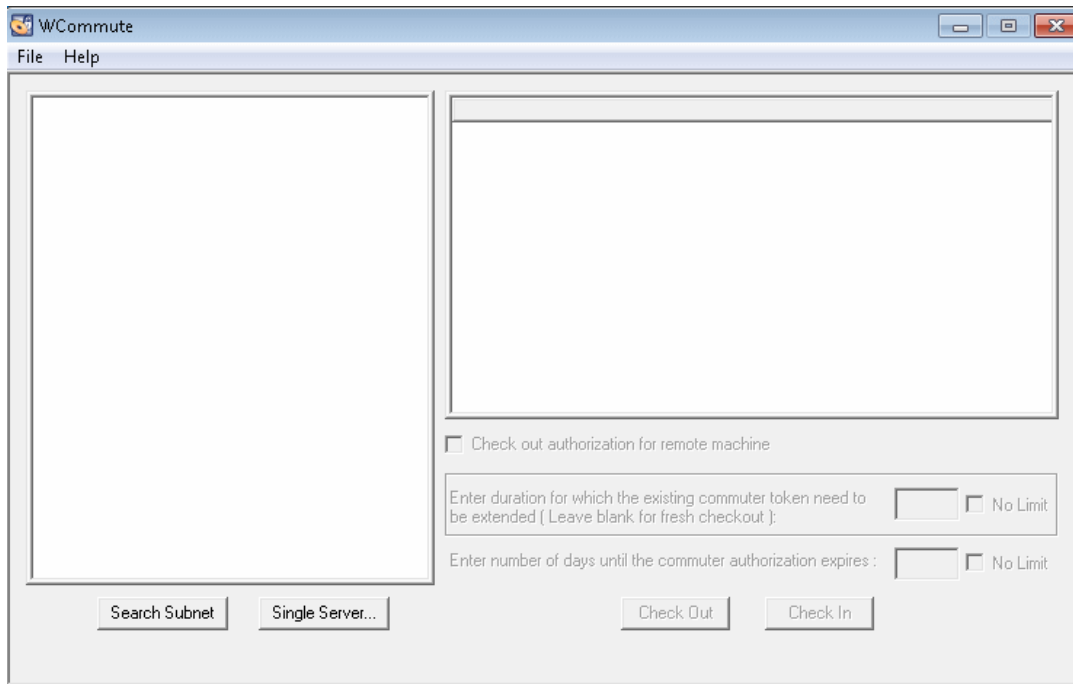 WCommute
File Help
Check out authorization for remote machine
Enter duration for which the existing commuter token need to
be extended ( Leave blank for fresh checkout ):
No Limit
Enter number of days until the commuter authorization expires :
No Limit
Search Subnet
Single Server...
Check Out
Check In